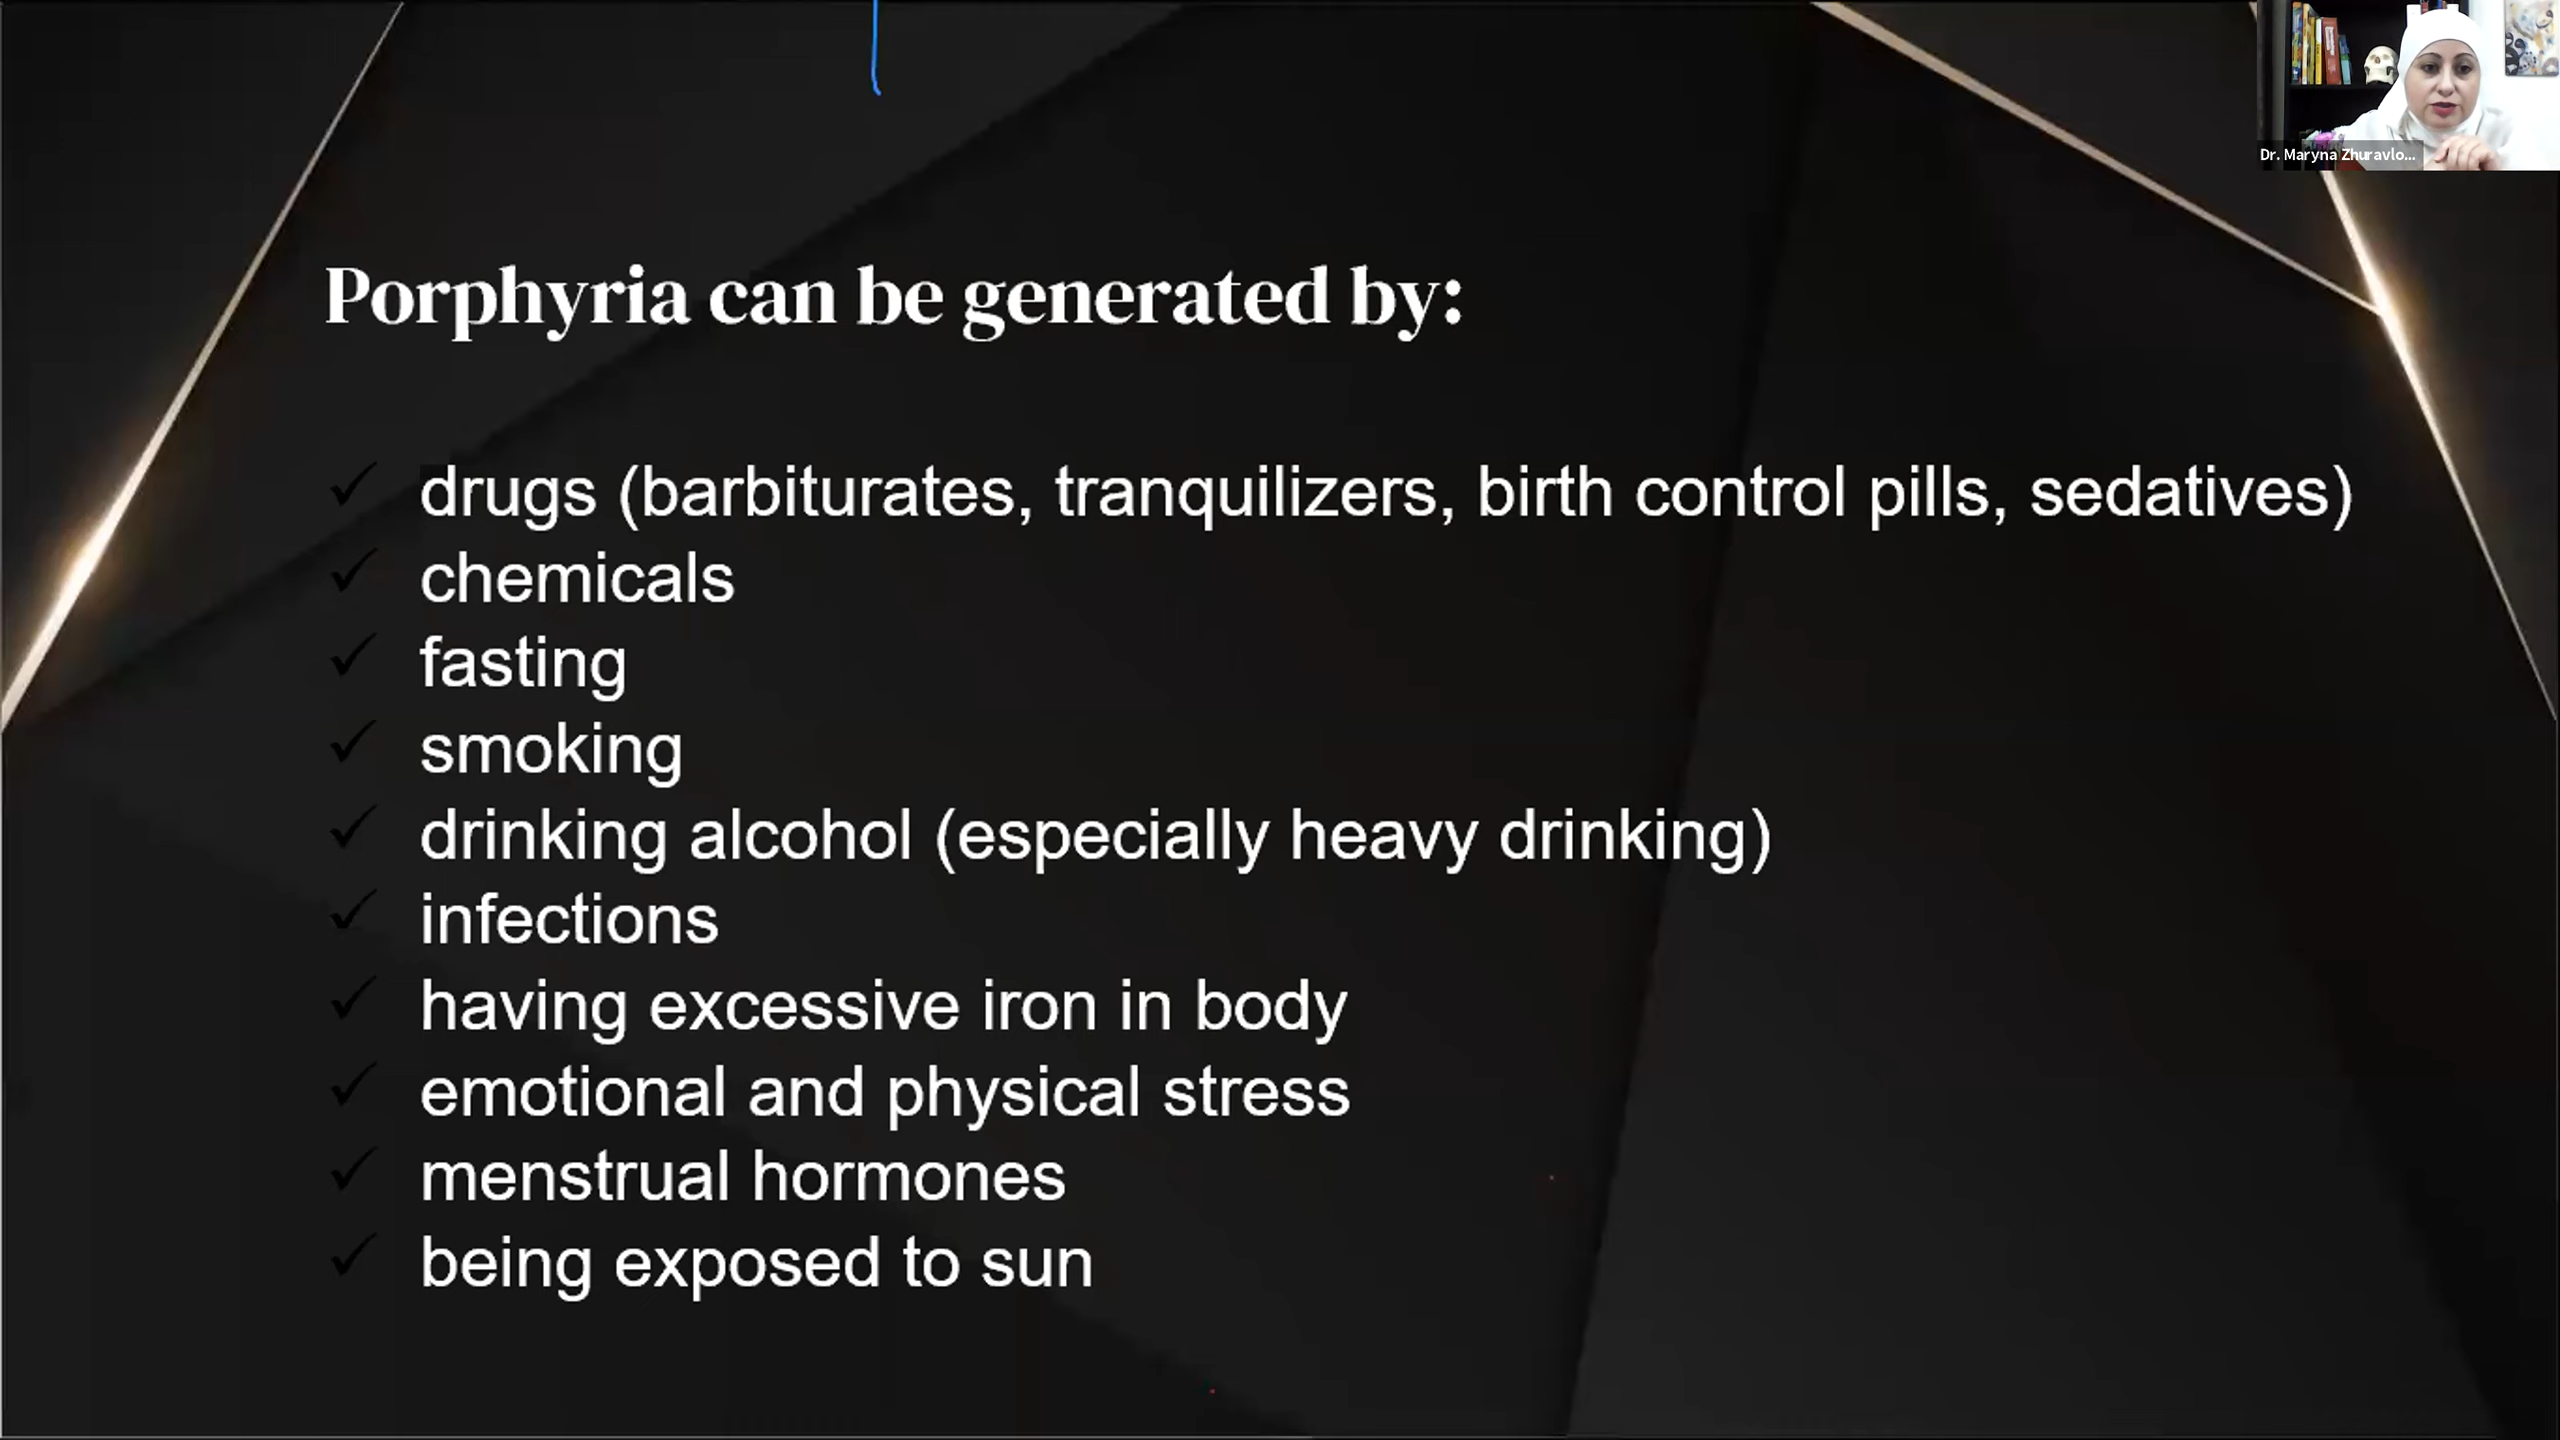 Dr. Maryna Zhuravlo...
Porphyria can be generated by:
✓ drugs (barbiturates, tranquilizers, birth control pills, sedatives)
✓ chemicals
✓ fasting
✓ smoking
✓ drinking alcohol (especially heavy drinking)
✓ infections
✓ having excessive iron in body
✓ emotional and physical stress
✓ menstrual hormones
✓ being exposed to sun